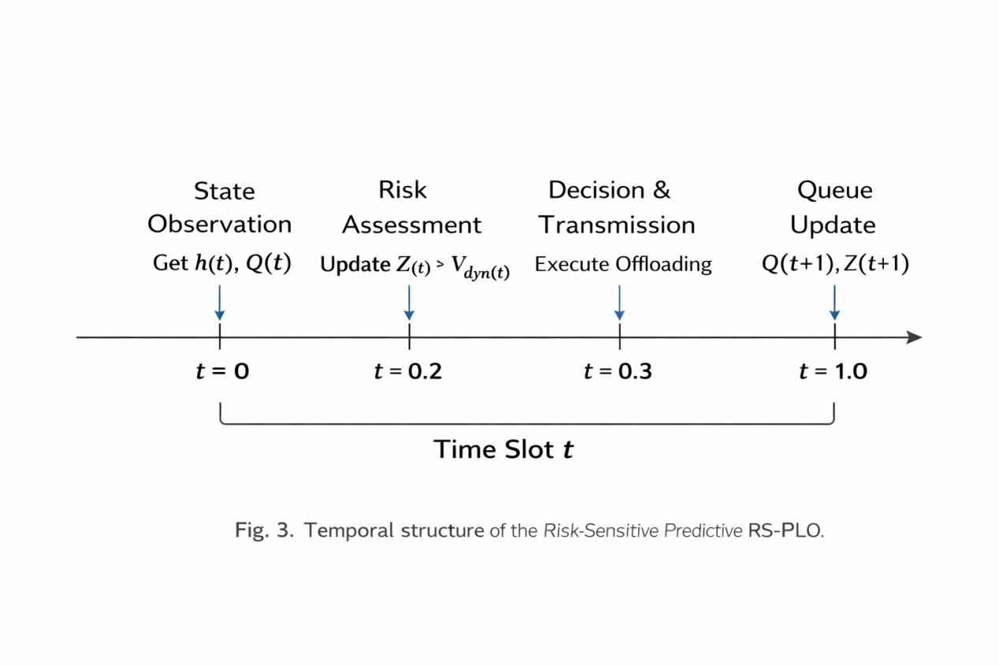 State
Observation
Get h(t), Q(t)
Risk
Assessment
Update Z(t) > V_dyn(t)
Decision &
Transmission
Execute Offloading
Queue
Update
Q(t+1), Z(t+1)
t = 0
t = 0.2
t = 0.3
t = 1.0
Time Slot t
Fig. 3. Temporal structure of the Risk-Sensitive Predictive RS-PLO.